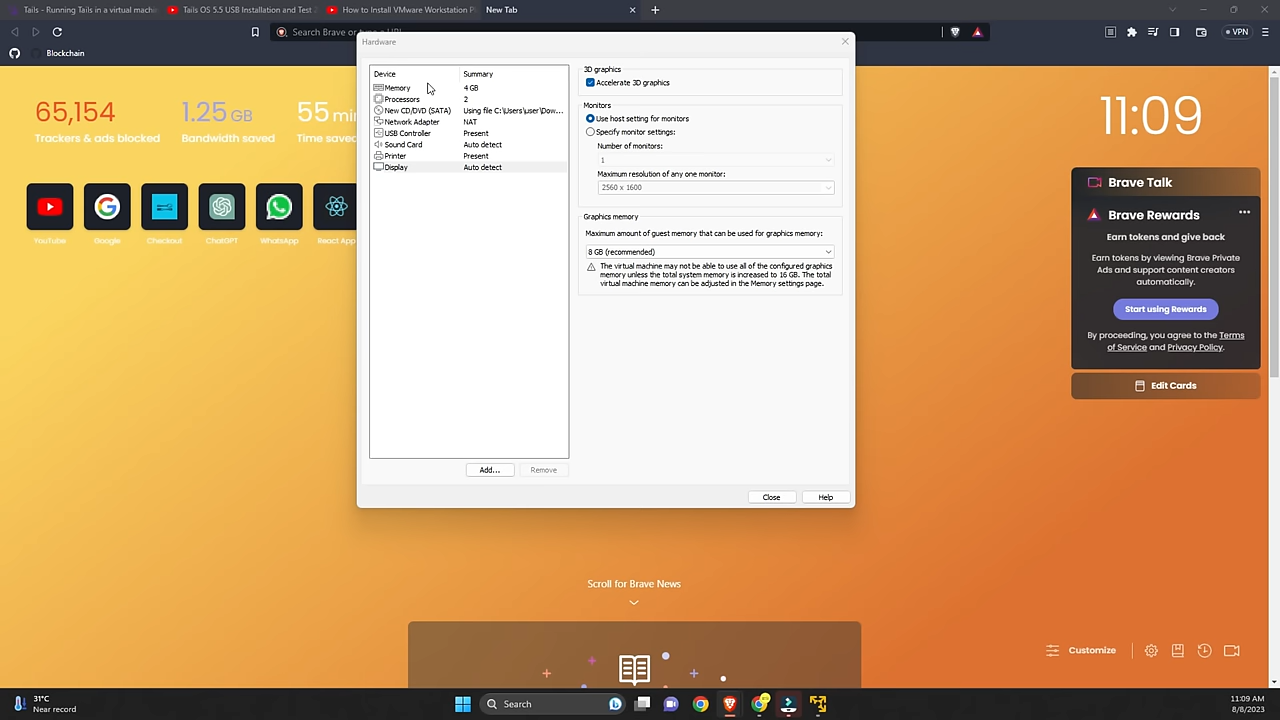 Tails - Running Tails in a virtual machin
Tails OS 5.5 USB Installation and Test
How to Install VMware Workstation P
New Tab
Search Brave or type a URL
VPN
Blockchain
Hardware
Device Summary
Memory 4 GB
Processors 2
New CD/DVD (SATA) Using file C:\Users\user\Dow...
Network Adapter NAT
USB Controller Present
Sound Card Auto detect
Printer Present
Display Auto detect
Add... Remove
3D graphics
Accelerate 3D graphics
Monitors
Use host setting for monitors
Specify monitor settings:
Number of monitors:
1
Maximum resolution of any one monitor:
2560 x 1600
Graphics memory
Maximum amount of guest memory that can be used for graphics memory:
8 GB (recommended)
The virtual machine may not be able to use all of the configured graphics
memory unless the total system memory is increased to 16 GB. The total
virtual machine memory can be adjusted in the Memory settings page.
Close Help
65,154
Trackers & ads blocked
1.25 GB
Bandwidth saved
55 min
Time saved
YouTube Google Checkout ChatGPT WhatsApp React App
11:09
Brave Talk
Brave Rewards
Earn tokens and give back
Earn tokens by viewing Brave Private
Ads and support content creators
automatically.
Start using Rewards
By proceeding, you agree to the Terms
of Service and Privacy Policy.
Edit Cards
Scroll for Brave News
Customize
31°C
Near record
Search
11:09 AM
8/8/2023